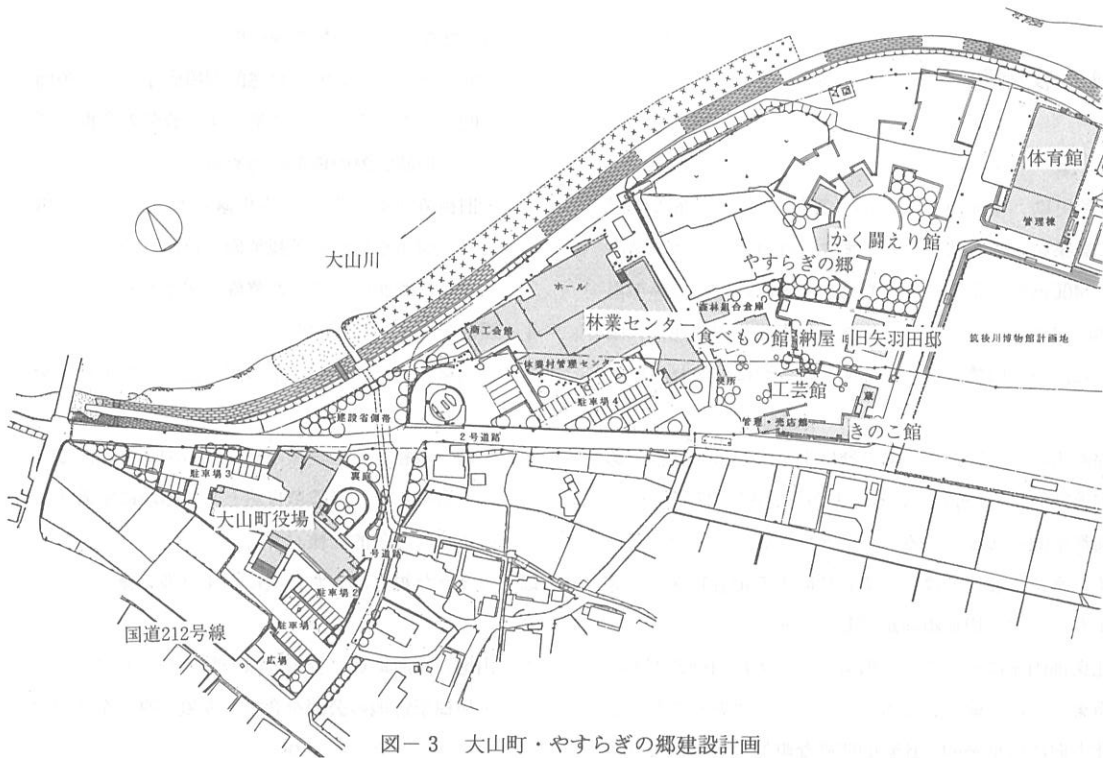 体育館
管理棟
かく闘えり館
大山川
やすらぎの郷
ホール
森林組合倉庫
林業センター
商工会館
食べもの館
納屋
旧矢羽田邸
筑後川博物館計画地
休養村管理センター
便所
工芸館
蔵
駐車場4
建設省側帯
管理・売店館
きのこ館
2号道路
駐車場3
裏庭
大山町役場
1号道路
駐車場2
駐車場1
国道212号線
広場
図-3 大山町・やすらぎの郷建設計画